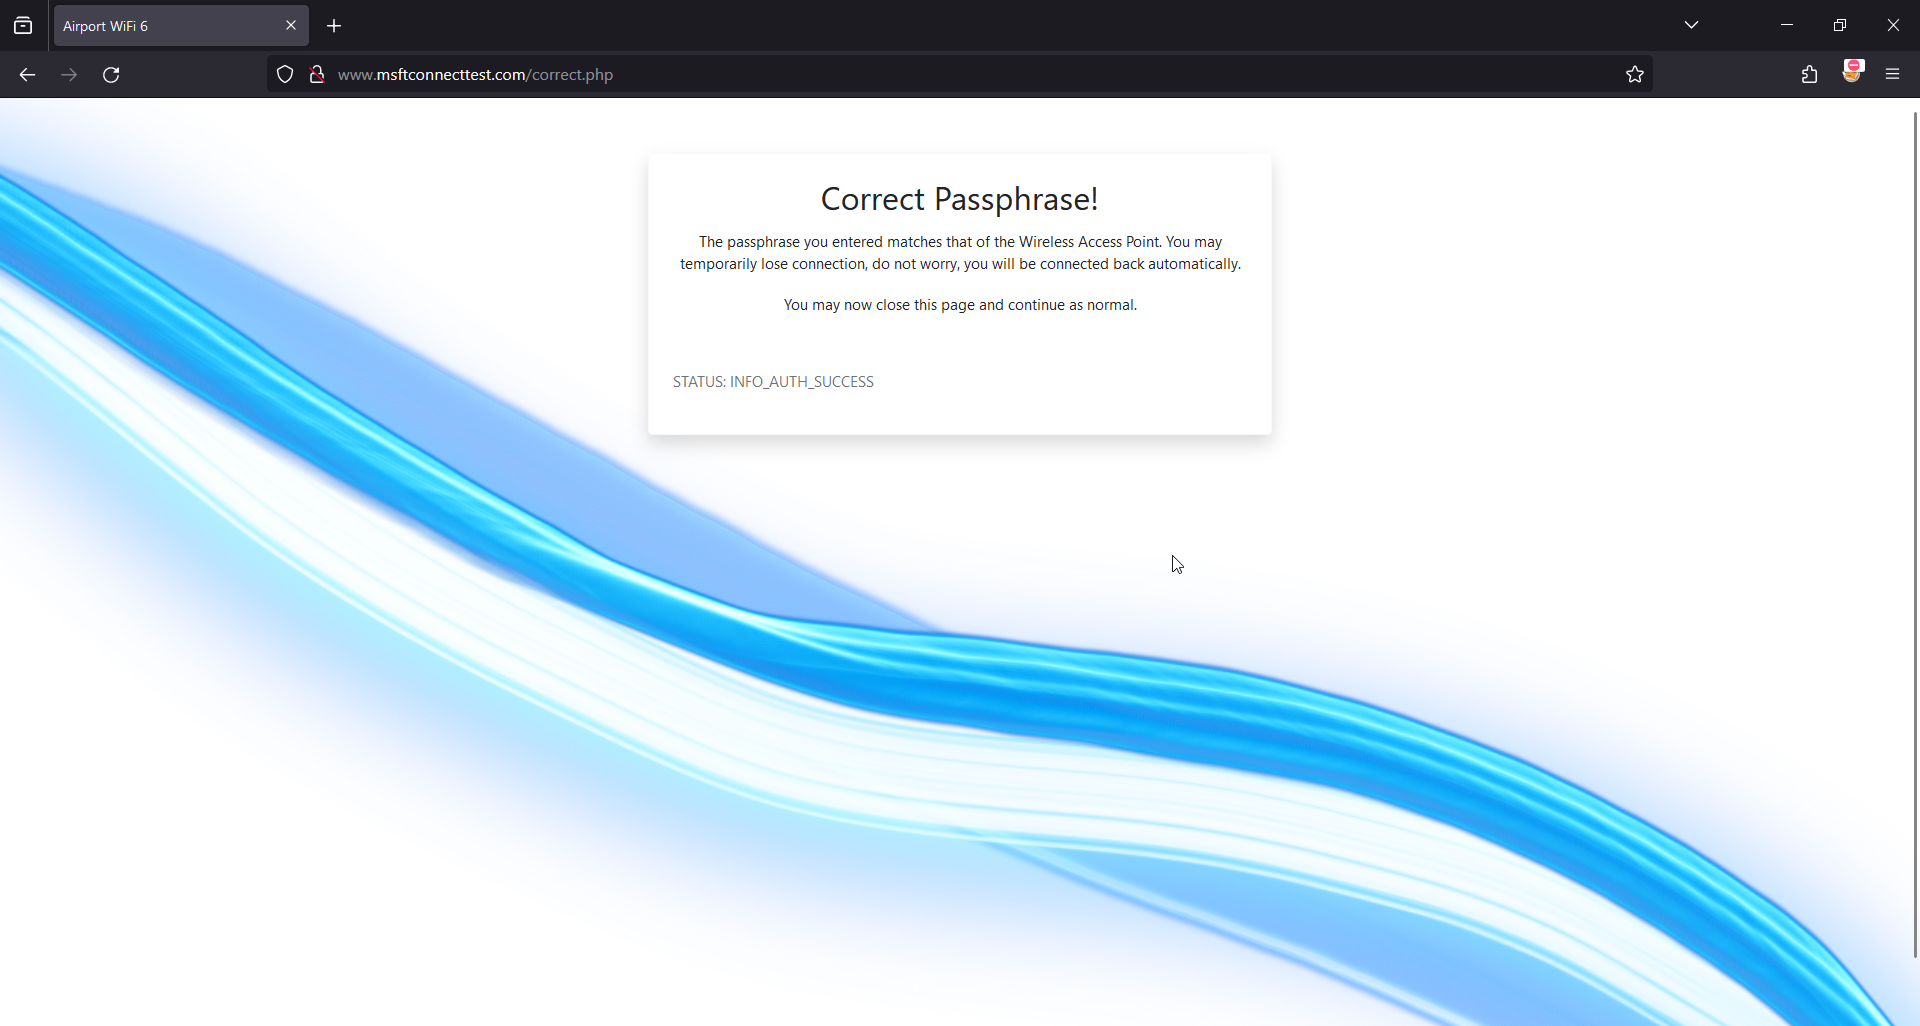 Airport WiFi 6
www.msftconnecttest.com/correct.php
Correct Passphrase!
The passphrase you entered matches that of the Wireless Access Point. You may
temporarily lose connection, do not worry, you will be connected back automatically.
You may now close this page and continue as normal.
STATUS: INFO_AUTH_SUCCESS